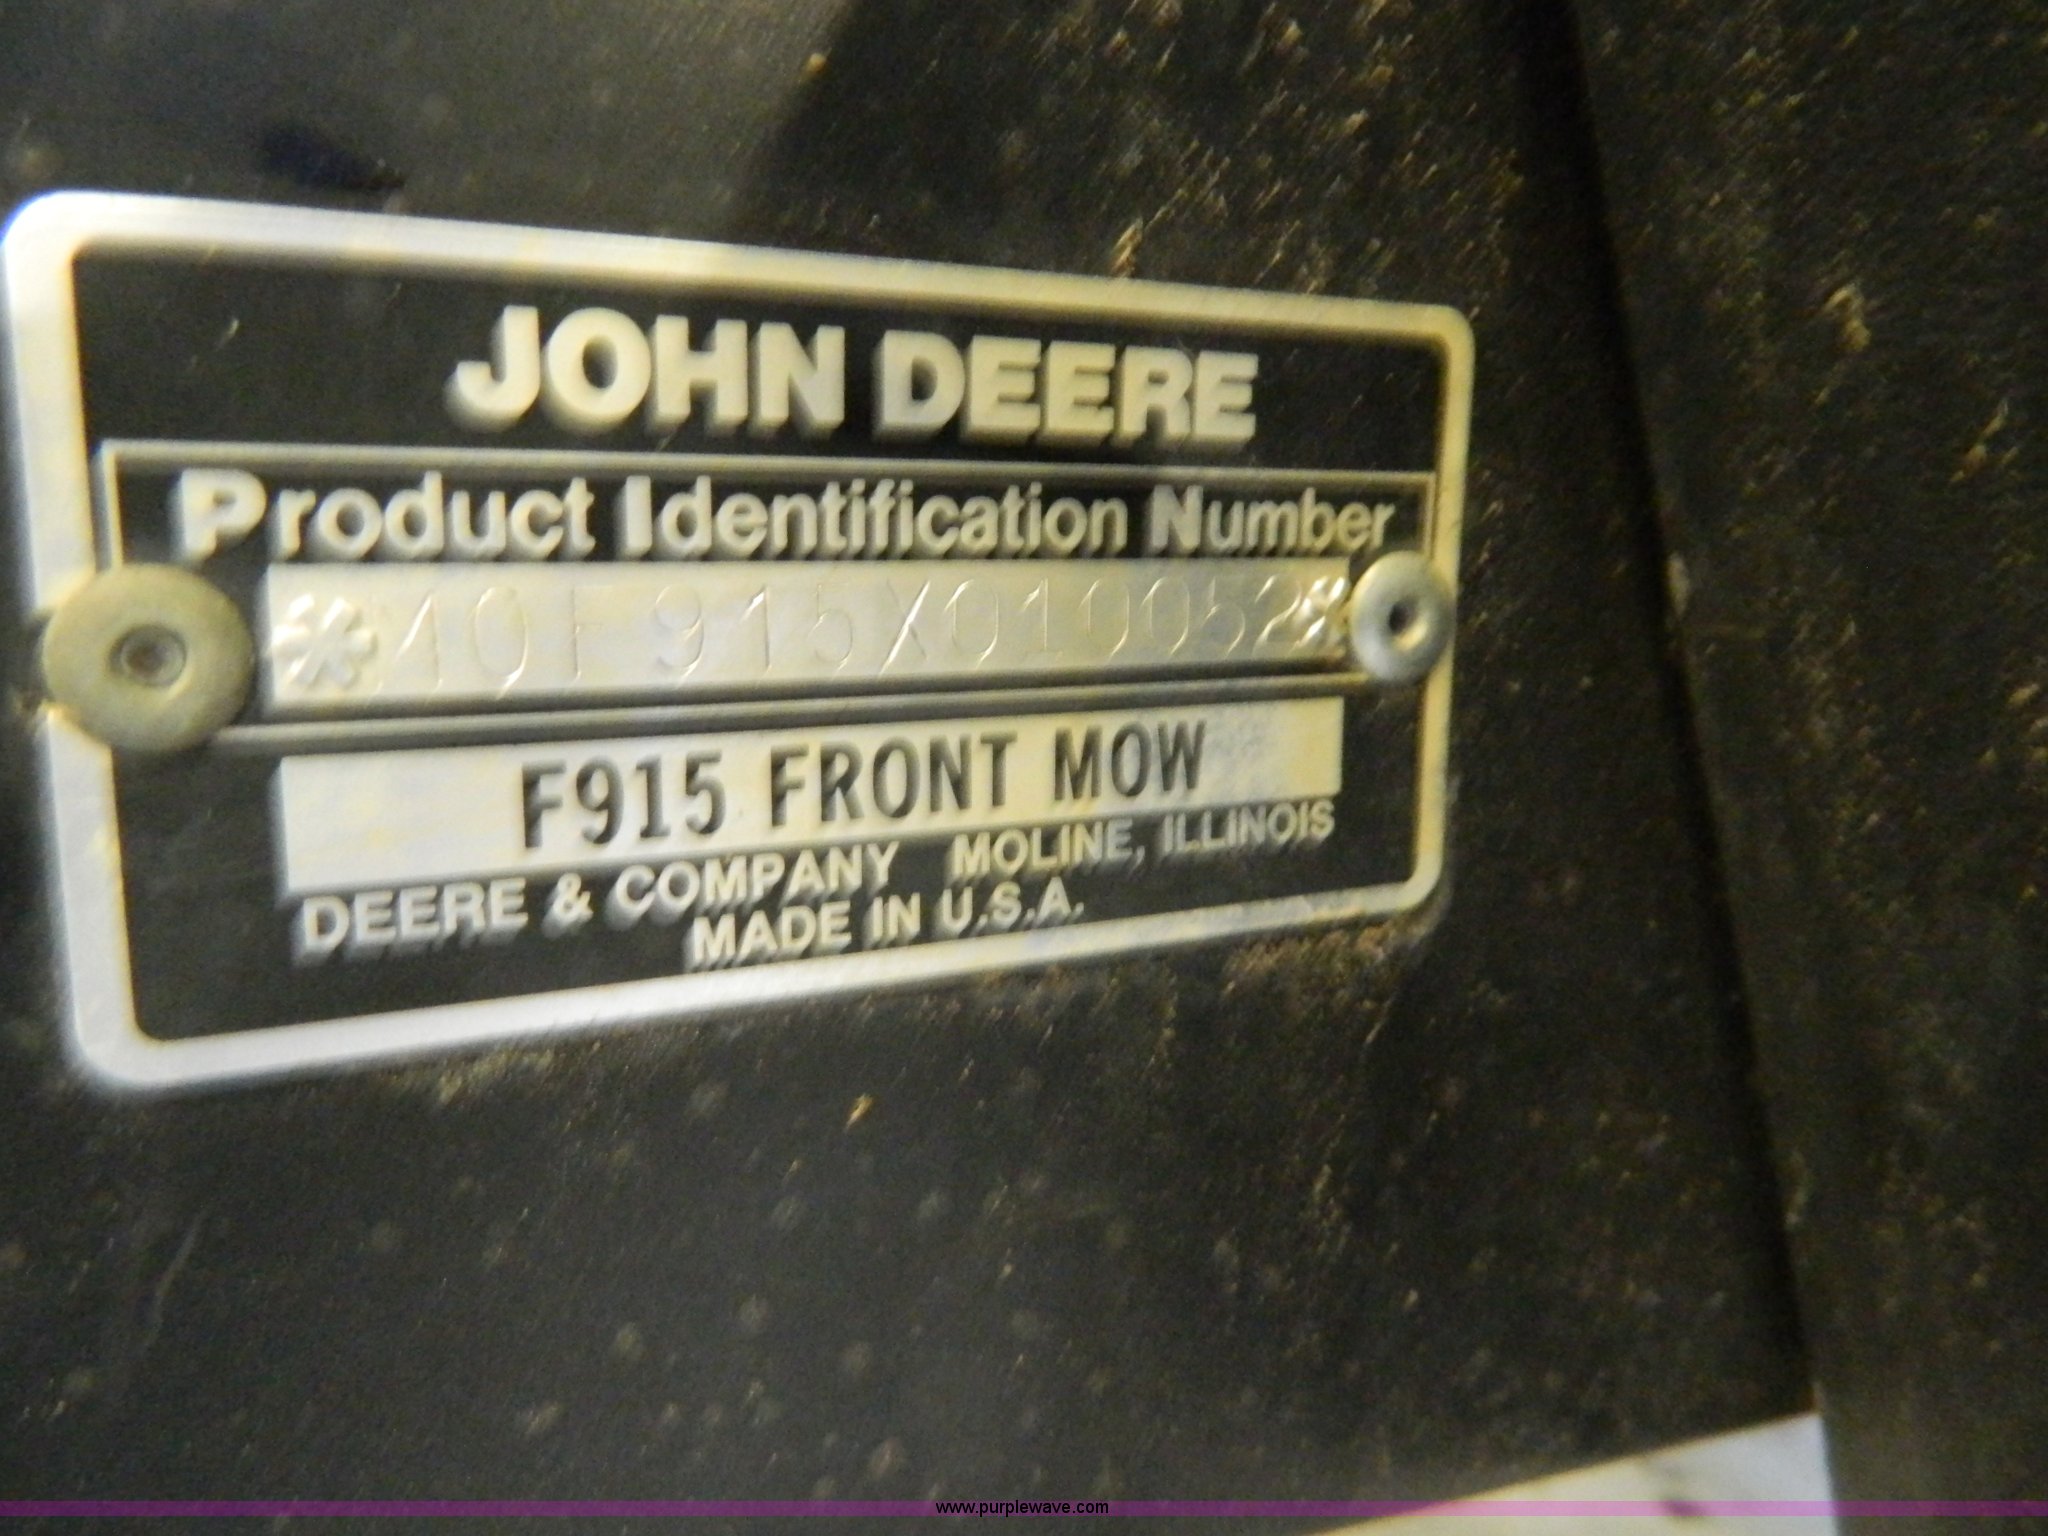 JOHN DEERE
Product Identification Number
*M0F915X010052*
F915 FRONT MOW
DEERE & COMPANY MOLINE, ILLINOIS
MADE IN U.S.A.
www.purplewave.com